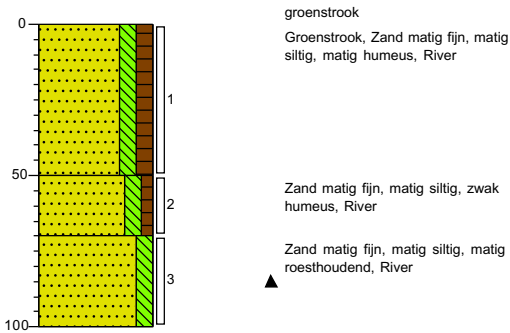 0
groenstrook
Groenstrook, Zand matig fijn, matig
siltig, matig humeus, River
1
50
Zand matig fijn, matig siltig, zwak
humeus, River
2
Zand matig fijn, matig siltig, matig
roesthoudend, River
3
100